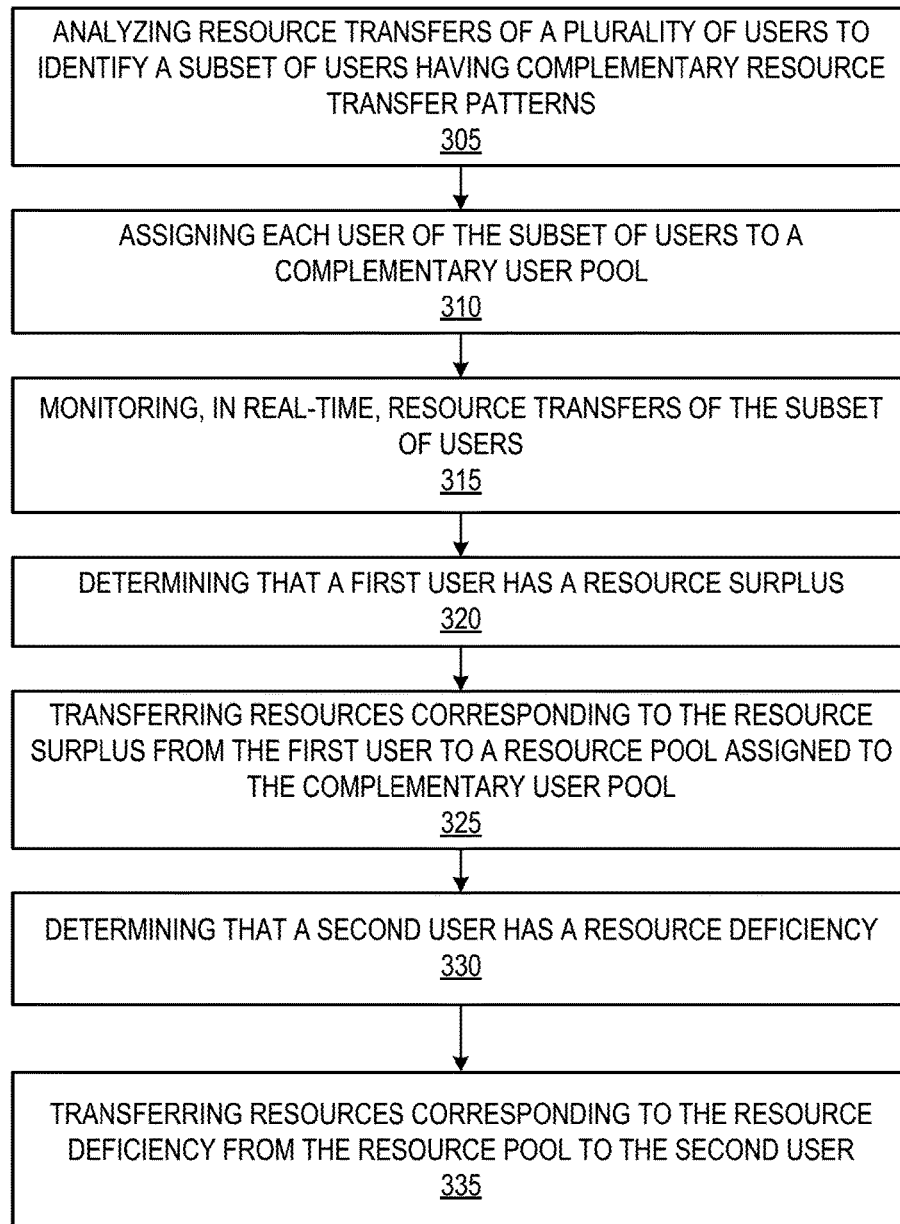 ANALYZING RESOURCE TRANSFERS OF A PLURALITY OF USERS TO
IDENTIFY A SUBSET OF USERS HAVING COMPLEMENTARY RESOURCE
TRANSFER PATTERNS
305
ASSIGNING EACH USER OF THE SUBSET OF USERS TO A
COMPLEMENTARY USER POOL
310
MONITORING, IN REAL-TIME, RESOURCE TRANSFERS OF THE SUBSET
OF USERS
315
DETERMINING THAT A FIRST USER HAS A RESOURCE SURPLUS
320
TRANSFERRING RESOURCES CORRESPONDING TO THE RESOURCE
SURPLUS FROM THE FIRST USER TO A RESOURCE POOL ASSIGNED TO
THE COMPLEMENTARY USER POOL
325
DETERMINING THAT A SECOND USER HAS A RESOURCE DEFICIENCY
330
TRANSFERRING RESOURCES CORRESPONDING TO THE RESOURCE
DEFICIENCY FROM THE RESOURCE POOL TO THE SECOND USER
335